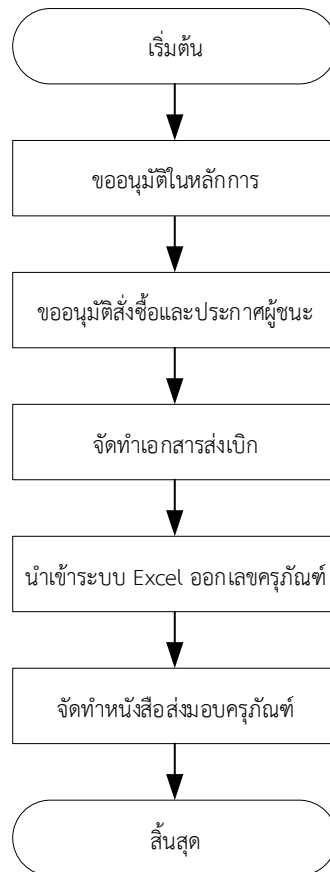 เริ่มต้น
ขออนุมัติในหลักการ
ขออนุมัติสั่งซื้อและประกาศผู้ชนะ
จัดทำเอกสารส่งเบิก
นำเข้าระบบ Excel ออกเลขครุภัณฑ์
จัดทำหนังสือส่งมอบครุภัณฑ์
สิ้นสุด